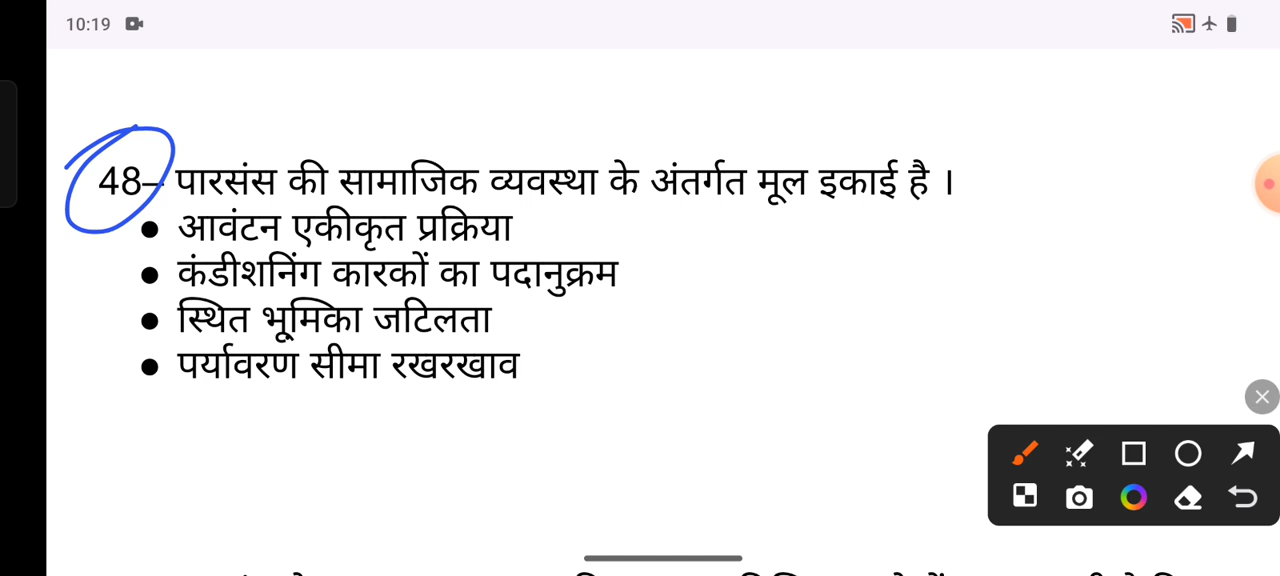 10:19
48– पारसंस की सामाजिक व्यवस्था के अंतर्गत मूल इकाई है ।
● आवंटन एकीकृत प्रक्रिया
● कंडीशनिंग कारकों का पदानुक्रम
● स्थित भूमिका जटिलता
● पर्यावरण सीमा रखरखाव